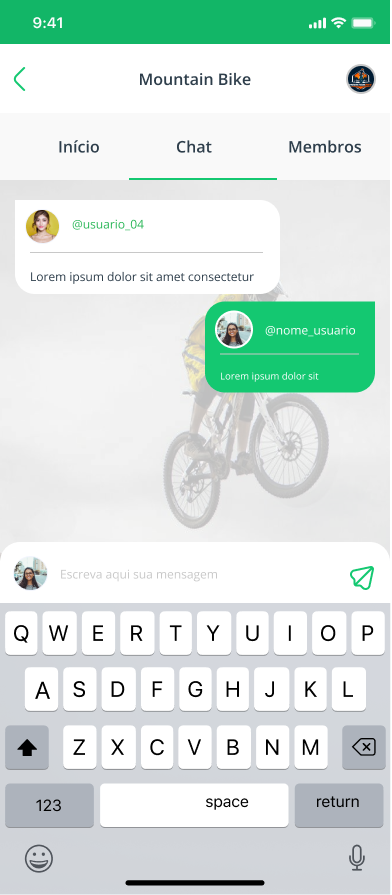 9:41
Mountain Bike
Início Chat Membros
@usuario_04
Lorem ipsum dolor sit amet consectetur
@nome_usuario
Lorem ipsum dolor sit
Escreva aqui sua mensagem
Q W E R T Y U I O P
A S D F G H J K L
Z X C V B N M
123 space return